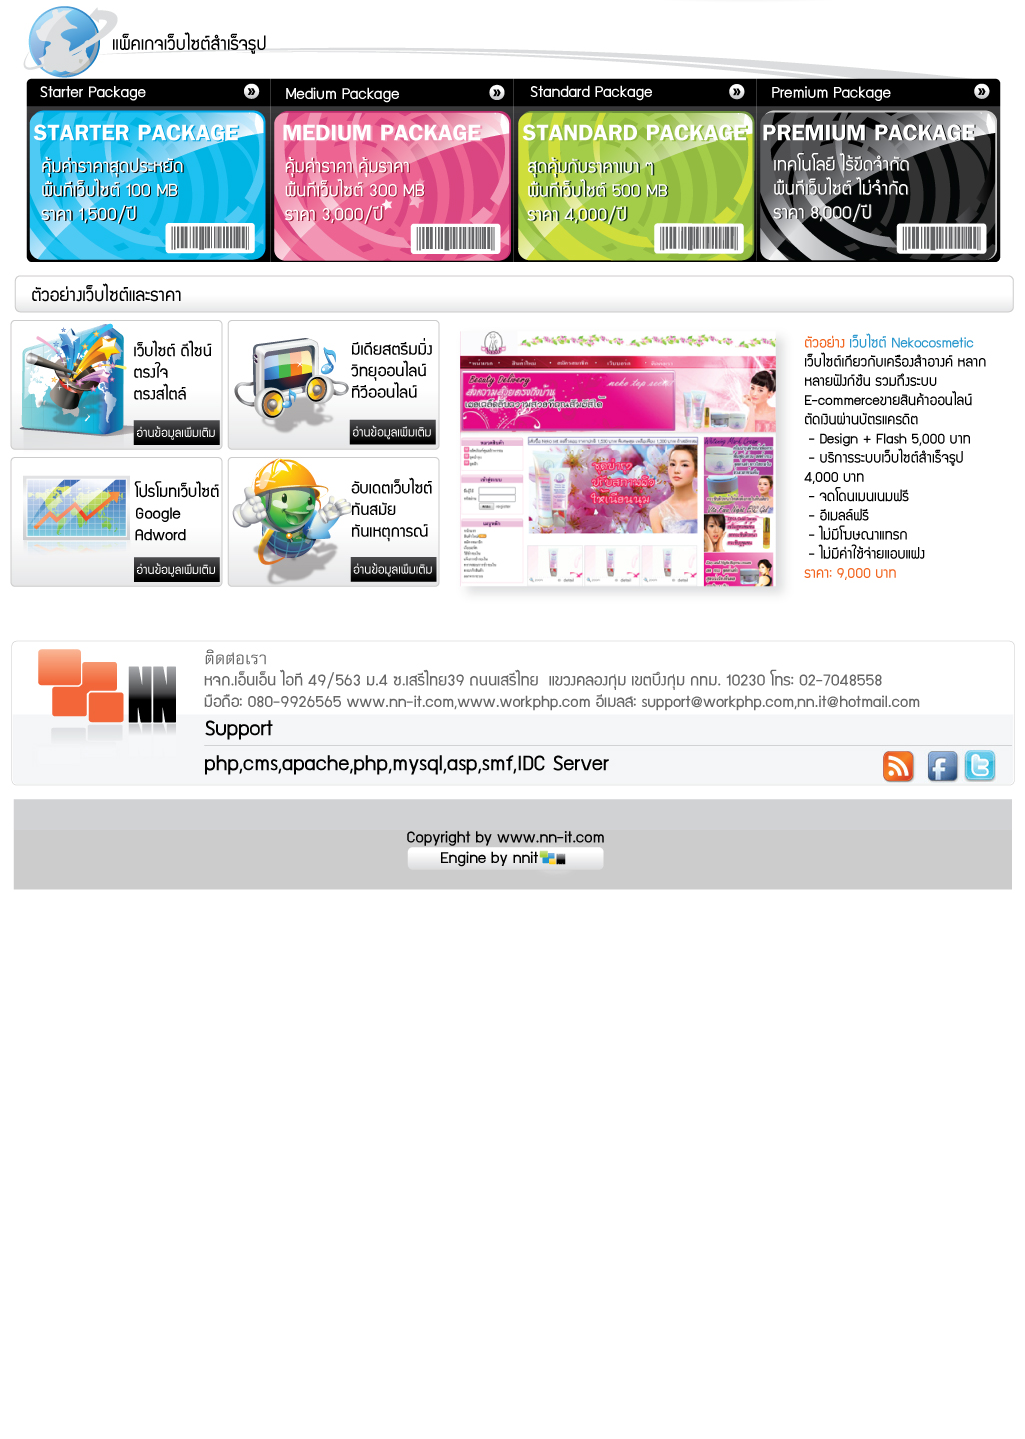 แพ็คเกจเว็บไซต์สำเร็จรูป
Starter Package
Medium Package
Standard Package
Premium Package
STARTER PACKAGE
คุ้มค่าราคาสุดประหยัด
พื้นที่เว็บไซต์ 100 MB
ราคา 1,500/ปี
MEDIUM PACKAGE
คุ้มค่าราคา คุ้มราคา
พื้นที่เว็บไซต์ 300 MB
ราคา 3,000/ปี
STANDARD PACKAGE
สุดคุ้มกับราคาเบา ๆ
พื้นที่เว็บไซต์ 500 MB
ราคา 4,000/ปี
PREMIUM PACKAGE
เทคโนโลยี ไร้ขีดจำกัด
พื้นที่เว็บไซต์ ไม่จำกัด
ราคา 8,000/ปี
ตัวอย่างเว็บไซต์และราคา
เว็บไซต์ ดีไซน์
ตรงใจ
ตรงสไตล์
อ่านข้อมูลเพิ่มเติม
มีเดียสตรีมมิ่ง
วิทยุออนไลน์
ทีวีออนไลน์
อ่านข้อมูลเพิ่มเติม
โปรโมทเว็บไซต์
Google
Adword
อ่านข้อมูลเพิ่มเติม
อับเดตเว็บไซต์
ทันสมัย
ทันเหตุการณ์
อ่านข้อมูลเพิ่มเติม
Beauty Delivery
ส่งความสวยตรงถึงบ้าน
make top secret
ตัวอย่าง เว็บไซต์ Nekocosmetic
เว็บไซต์เกี่ยวกับเครื่องสำอางค์ หลาก
หลายฟังก์ชั่น รวมถึงระบบ
E-commerceขายสินค้าออนไลน์
ตัดเงินผ่านบัตรเครดิต
- Design + Flash 5,000 บาท
- บริการระบบเว็บไซต์สำเร็จรูป
4,000 บาท
- จดโดนเมนเนมฟรี
- อีเมลล์ฟรี
- ไม่มีโฆษณาแทรก
- ไม่มีค่าใช้จ่ายแอบแฝง
ราคา: 9,000 บาท
NN
ติดต่อเรา
หจก.เอ็นเอ็น ไอที 49/563 ม.4 ซ.เสรีไทย39 ถนนเสรีไทย แขวงคลองกุ่ม เขตบึงกุ่ม กทม. 10230 โทร: 02-7048558
มือถือ: 080-9926565 www.nn-it.com,www.workphp.com อีเมลล: support@workphp.com,nn.it@hotmail.com
Support
php,cms,apache,php,mysql,asp,smf,IDC Server
Copyright by www.nn-it.com
Engine by nnit